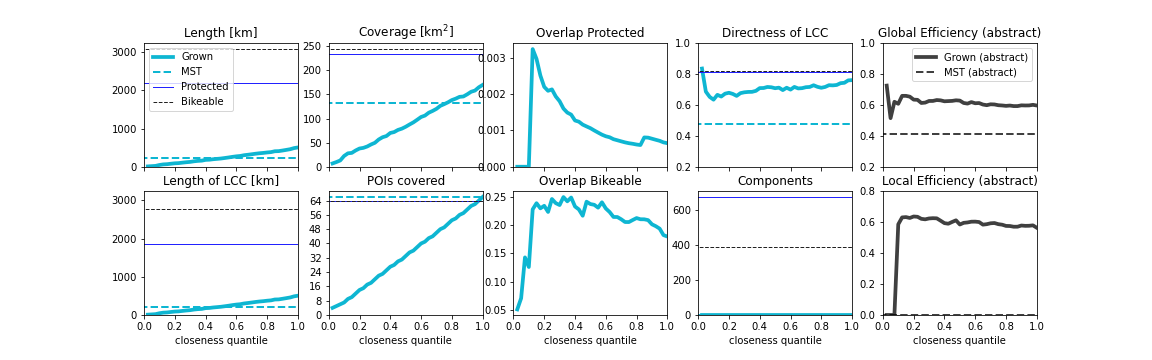 Length [km]
3000
2000
1000
0
Grown
MST
Protected
Bikeable
Coverage [km²]
250
200
150
100
50
0
Overlap Protected
0.003
0.002
0.001
0.000
Directness of LCC
1.0
0.8
0.6
0.4
0.2
Global Efficiency (abstract)
1.0
0.8
0.6
0.4
0.2
Grown (abstract)
MST (abstract)
Length of LCC [km]
3000
2000
1000
0
0.0 0.2 0.4 0.6 0.8 1.0
closeness quantile
POIs covered
64
56
48
40
32
24
16
8
0
0.0 0.2 0.4 0.6 0.8 1.0
closeness quantile
Overlap Bikeable
0.25
0.20
0.15
0.10
0.05
0.0 0.2 0.4 0.6 0.8 1.0
closeness quantile
Components
600
400
200
0
0.0 0.2 0.4 0.6 0.8 1.0
closeness quantile
Local Efficiency (abstract)
0.8
0.6
0.4
0.2
0.0
0.0 0.2 0.4 0.6 0.8 1.0
closeness quantile